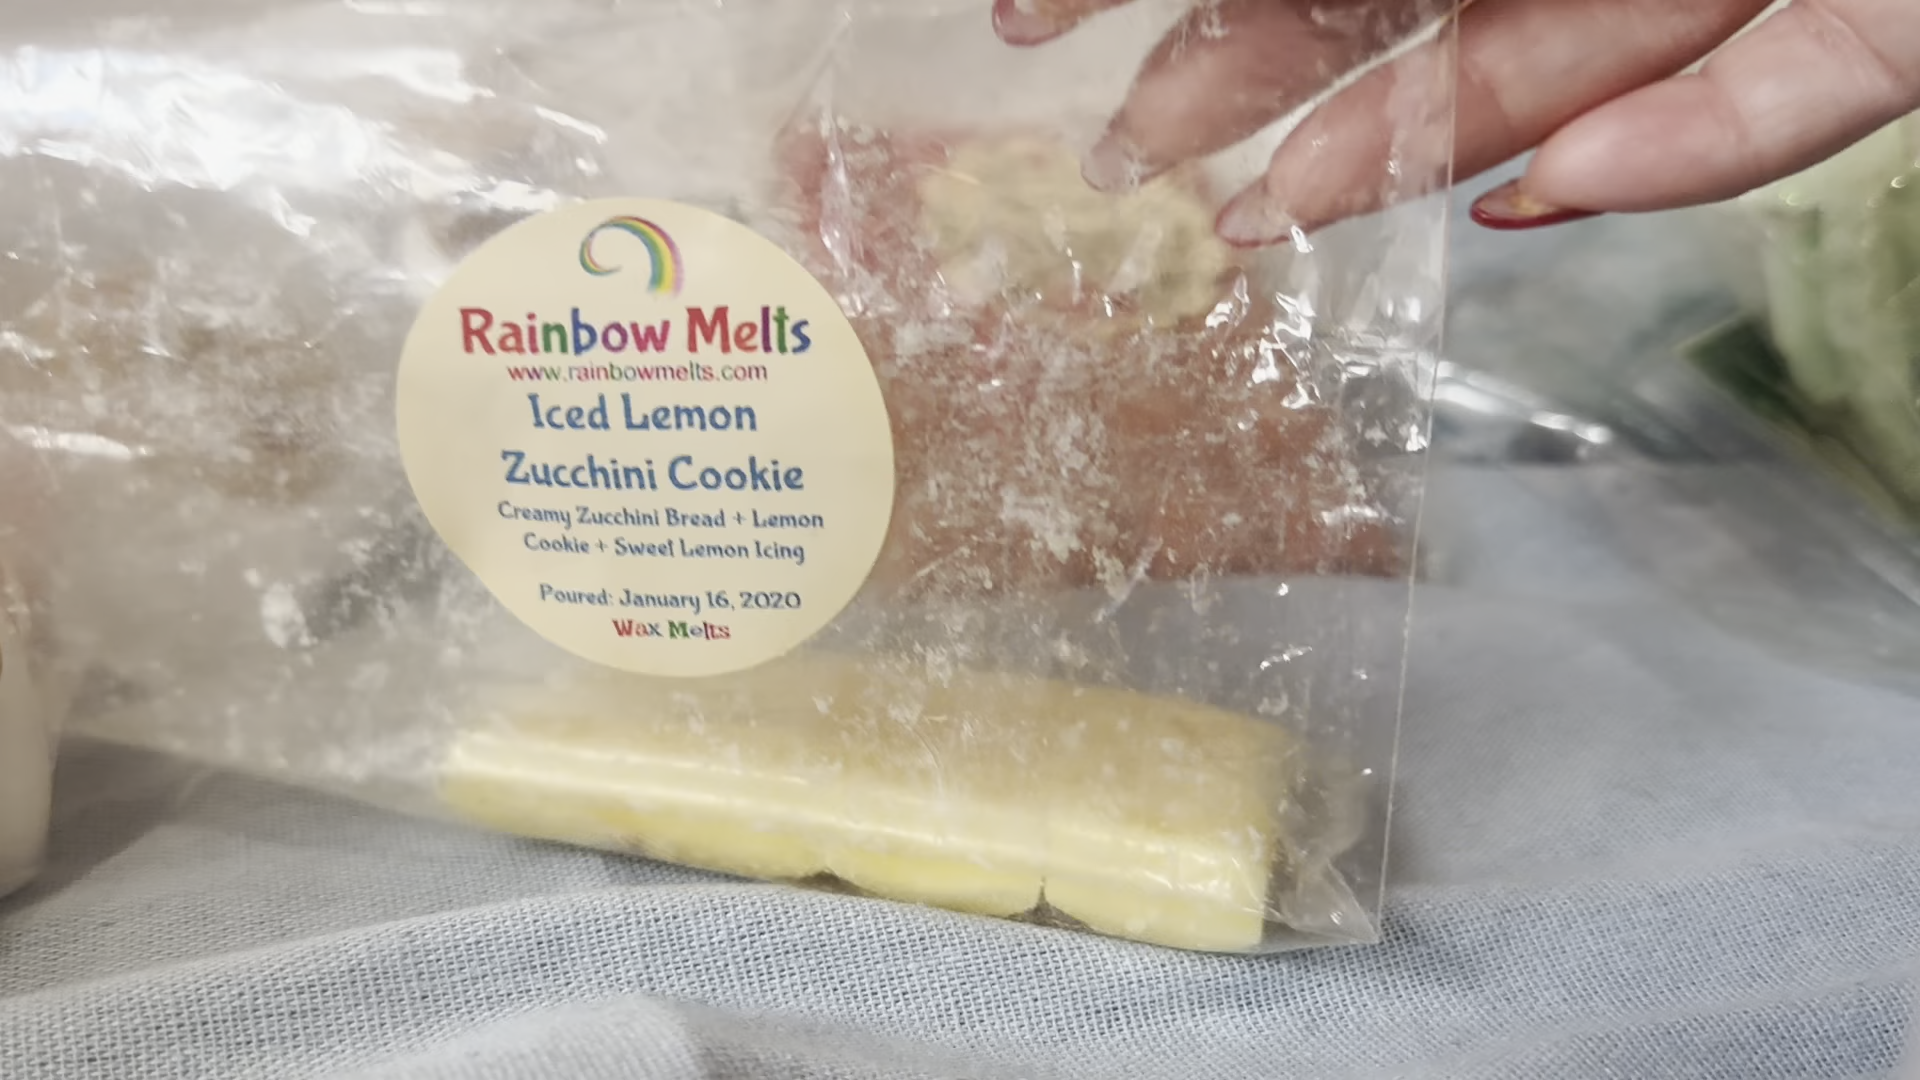 Rainbow Melts
www.rainbowmelts.com
Iced Lemon
Zucchini Cookie
Creamy Zucchini Bread + Lemon
Cookie + Sweet Lemon Icing
Poured: January 16, 2020
Wax Melts